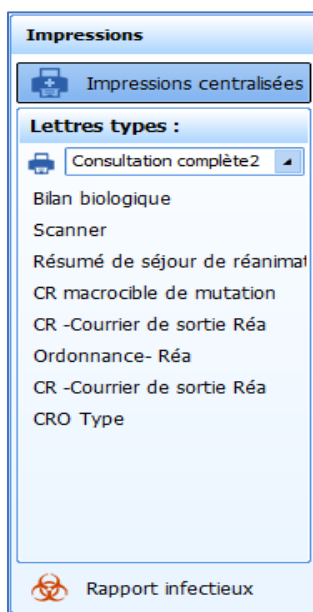 Impressions
Impressions centralisées
Lettres types :
Consultation complète2
Bilan biologique
Scanner
Résumé de séjour de réanimat
CR macrocible de mutation
CR -Courrier de sortie Réa
Ordonnance- Réa
CR -Courrier de sortie Réa
CRO Type
Rapport infectieux